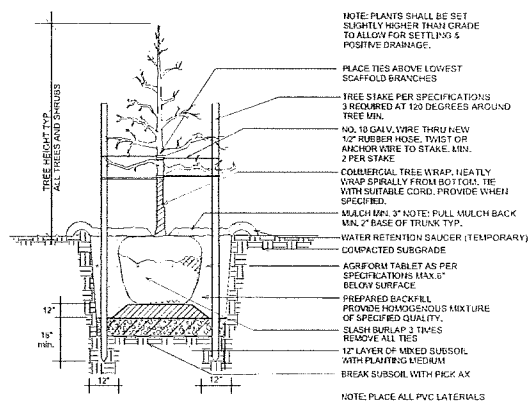 NOTE: PLANTS SHALL BE SET
SLIGHTLY HIGHER THAN GRADE
TO ALLOW FOR SETTLING &
POSITIVE DRAINAGE.
PLACE TIES ABOVE LOWEST
SCAFFOLD BRANCHES
TREE STAKE PER SPECIFICATIONS
3 REQUIRED AT 120 DEGREES AROUND
TREE MIN.
NO. 18 GALV. WIRE THRU NEW
1/2" RUBBER HOSE, TWIST OR
ANCHOR WIRE TO STAKE. MIN.
2 PER STAKE
COMMERCIAL TREE WRAP. NEATLY
WRAP SPIRALLY FROM BOTTOM. TIE
WITH SUITABLE CORD. PROVIDE WHEN
SPECIFIED.
MULCH MIN. 3" NOTE: PULL MULCH BACK
MIN. 2" BASE OF TRUNK TYP.
WATER RETENTION SAUCER (TEMPORARY)
COMPACTED SUBGRADE
AGRIFORM TABLET AS PER
SPECIFICATIONS MAX. 6"
BELOW SURFACE
PREPARED BACKFILL
PROVIDE HOMOGENOUS MIXTURE
OF SPECIFIED QUALITY.
SLASH BURLAP 3 TIMES
REMOVE ALL TIES
12" LAYER OF MIXED SUBSOIL
WITH PLANTING MEDIUM
BREAK SUBSOIL WITH PICK AX
NOTE: PLACE ALL PVC LATERIALS
TREE HEIGHT TYP.
ALL TREES AND SHRUBS
12"
min.
12"
12"